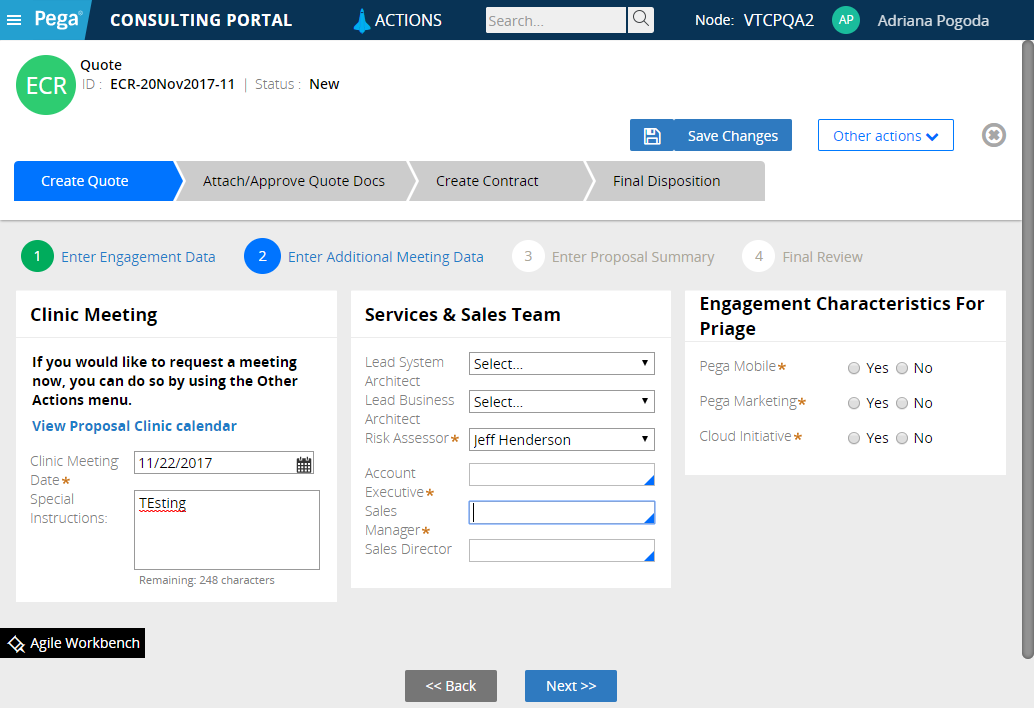 Pega CONSULTING PORTAL ACTIONS Search... Node: VTCPQA2 AP Adriana Pogoda
ECR
Quote
ID : ECR-20Nov2017-11 | Status : New
Save Changes Other actions
Create Quote Attach/Approve Quote Docs Create Contract Final Disposition
1 Enter Engagement Data 2 Enter Additional Meeting Data 3 Enter Proposal Summary 4 Final Review
Clinic Meeting
If you would like to request a meeting
now, you can do so by using the Other
Actions menu.
View Proposal Clinic calendar
Clinic Meeting
Date* 11/22/2017
Special
Instructions:
TEsting
Remaining: 248 characters
Services & Sales Team
Lead System
Architect
Select...
Lead Business
Architect
Select...
Risk Assessor* Jeff Henderson
Account
Executive*
Sales
Manager*
Sales Director
Engagement Characteristics For
Priage
Pega Mobile* Yes No
Pega Marketing* Yes No
Cloud Initiative* Yes No
Agile Workbench
<< Back Next >>